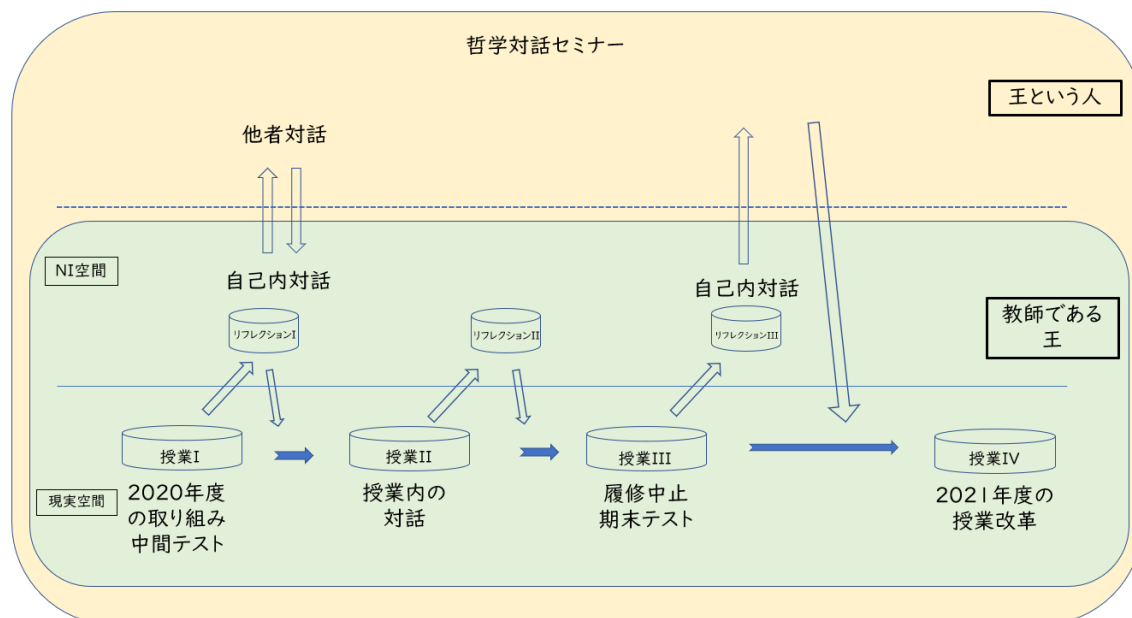 哲学対話セミナー
王という人
他者対話
NI空間
自己内対話
自己内対話
リフレクションI
リフレクションII
リフレクションIII
教師である
王
授業I
授業II
授業III
授業IV
現実空間
2020年度
の取り組み
中間テスト
授業内の
対話
履修中止
期末テスト
2021年度の
授業改革